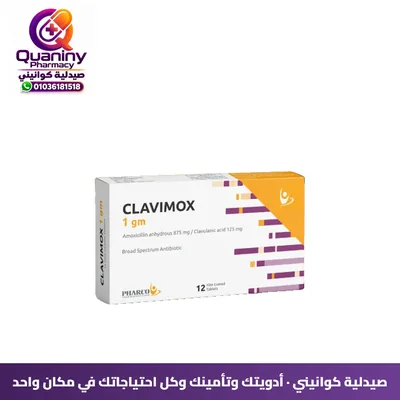 Quaniny
Pharmacy
صيدلية كوانيني
01036181518
CLAVIMOX
1 gm
Amoxicillin anhydrous 875 mg / Clavulanic acid 125 mg
Broad Spectrum Antibiotic
PHARCO
12 Film Coated
Tablets
صيدلية كوانيني - أدويتك وتأمينك وكل احتياجاتك في مكان واحد